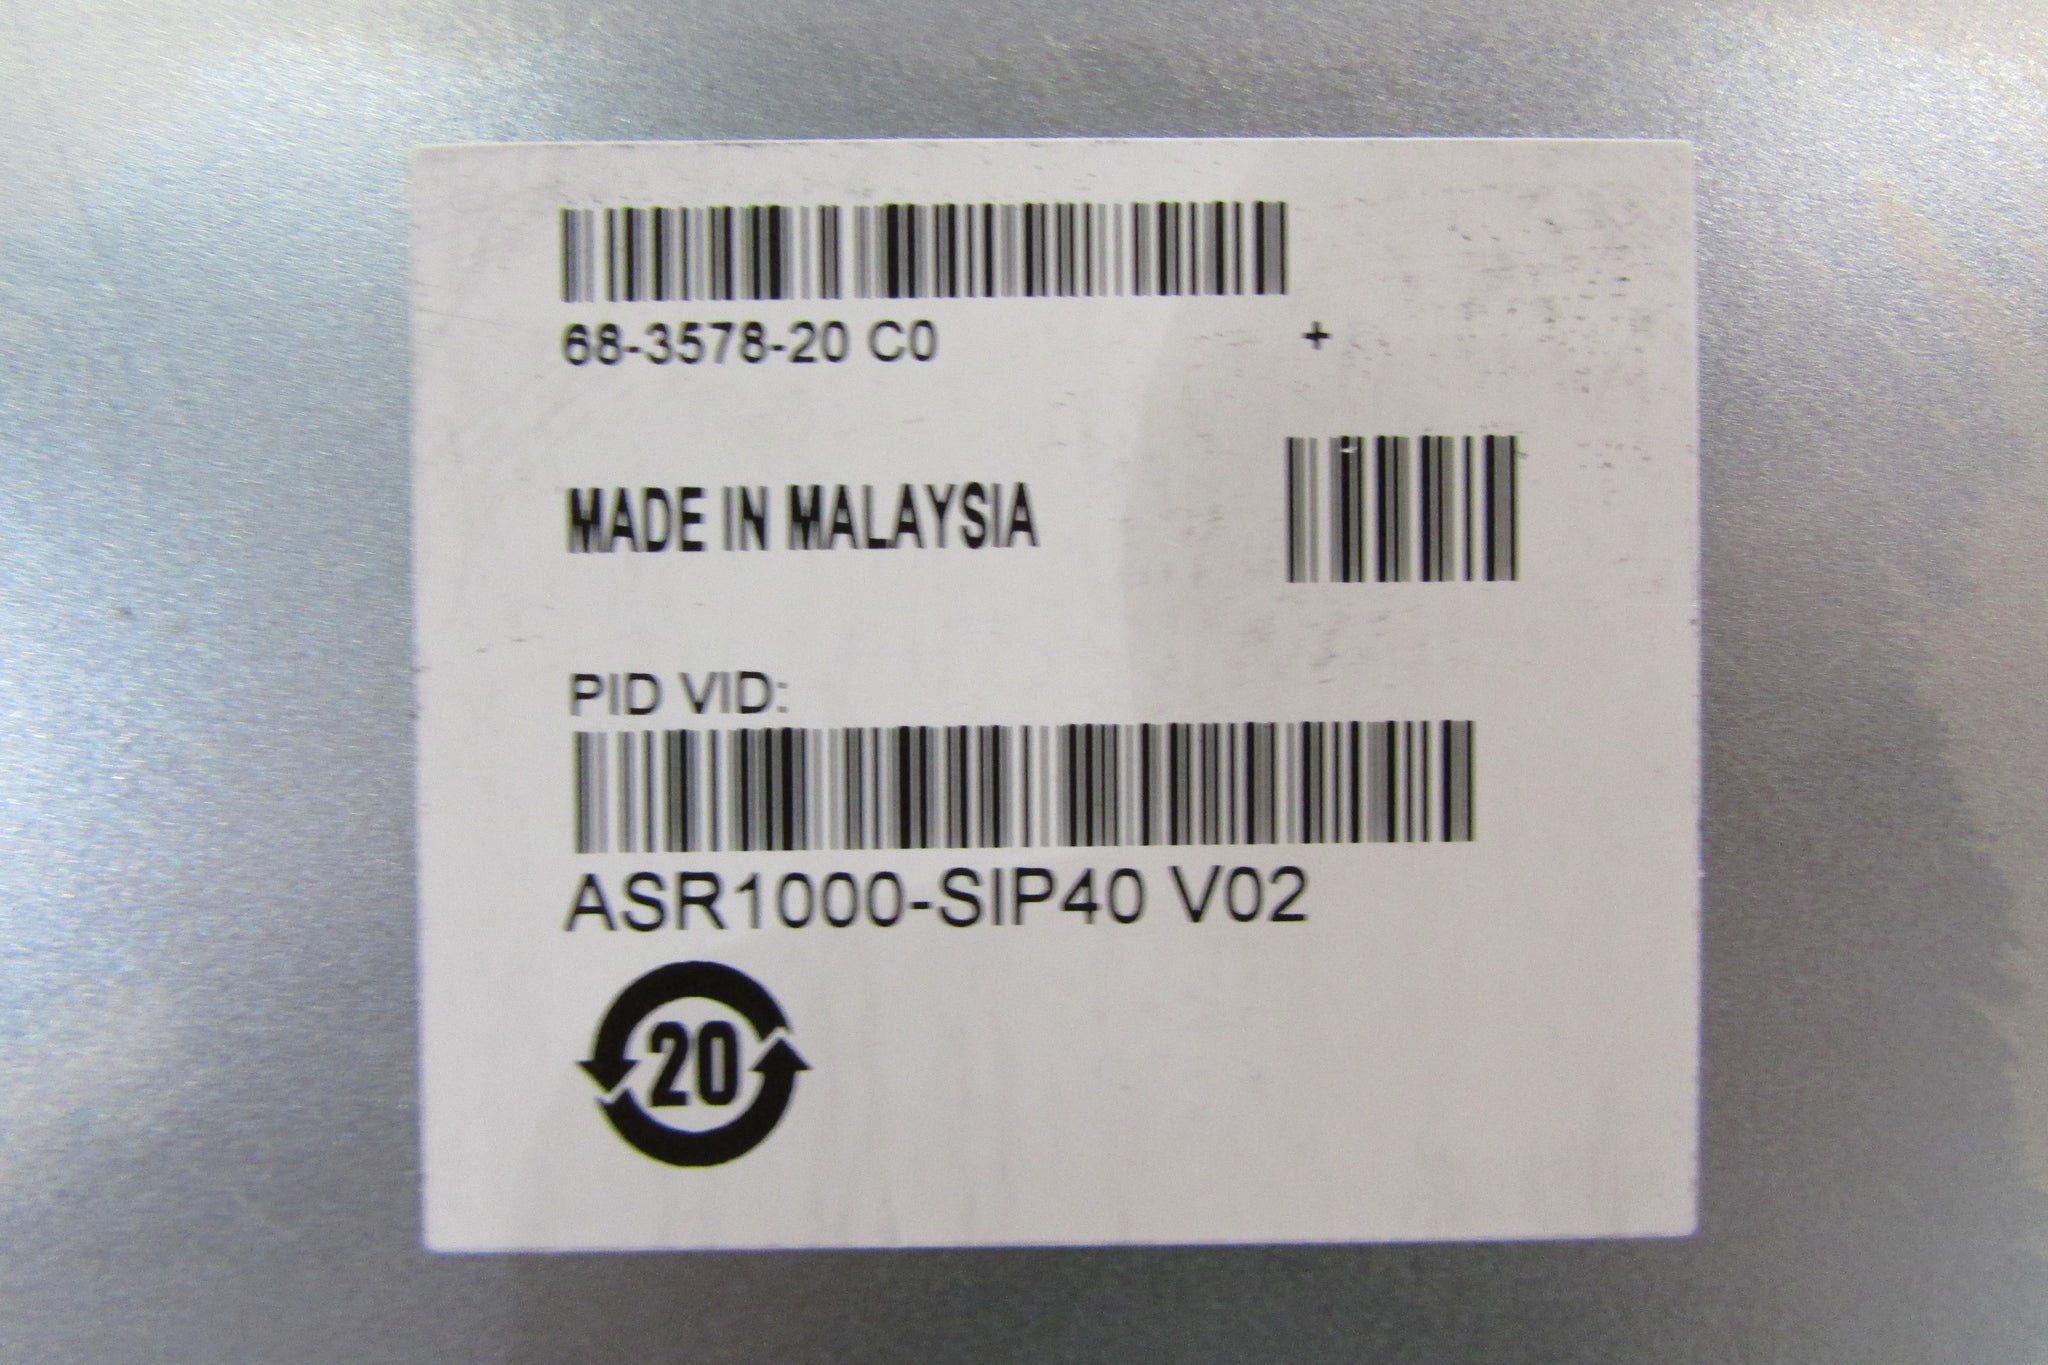 68-3578-20 C0
+
MADE IN MALAYSIA
PID VID:
ASR1000-SIP40 V02
20